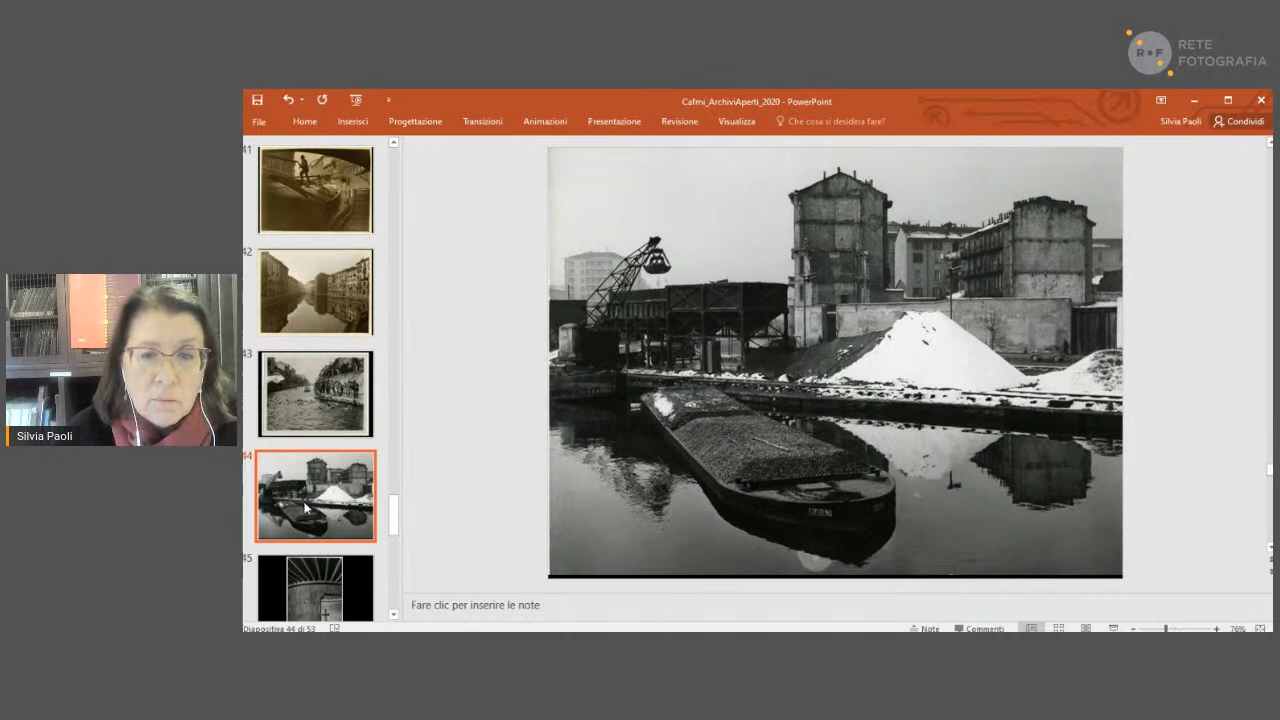 R●F
RETE
FOTOGRAFIA
Cafmi_ArchiviAperti_2020 - PowerPoint
File Home Inserisci Progettazione Transizioni Animazioni Presentazione Revisione Visualizza Che cosa si desidera fare? Silvia Paoli Condividi
41
42
43
44
45
Silvia Paoli
Fare clic per inserire le note
Diapositiva 44 di 53 Note Commenti 76%